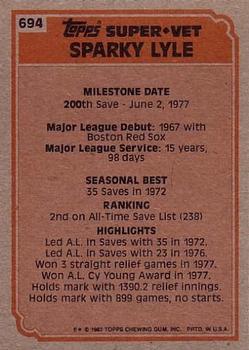 694
Topps SUPER•VET
SPARKY LYLE
MILESTONE DATE
200th Save - June 2, 1977
Major League Debut: 1967 with
Boston Red Sox
Major League Service: 15 years,
98 days
SEASONAL BEST
35 Saves in 1972
RANKING
2nd on All-Time Save List (238)
HIGHLIGHTS
Led A.L. in Saves with 35 in 1972.
Led A.L. in Saves with 23 in 1976.
Won 3 straight relief games in 1977.
Won A.L. Cy Young Award in 1977.
Holds mark with 1390.2 relief innings.
Holds mark with 899 games, no starts.
© 1983 TOPPS CHEWING GUM, INC. PRTD. IN U.S.A.